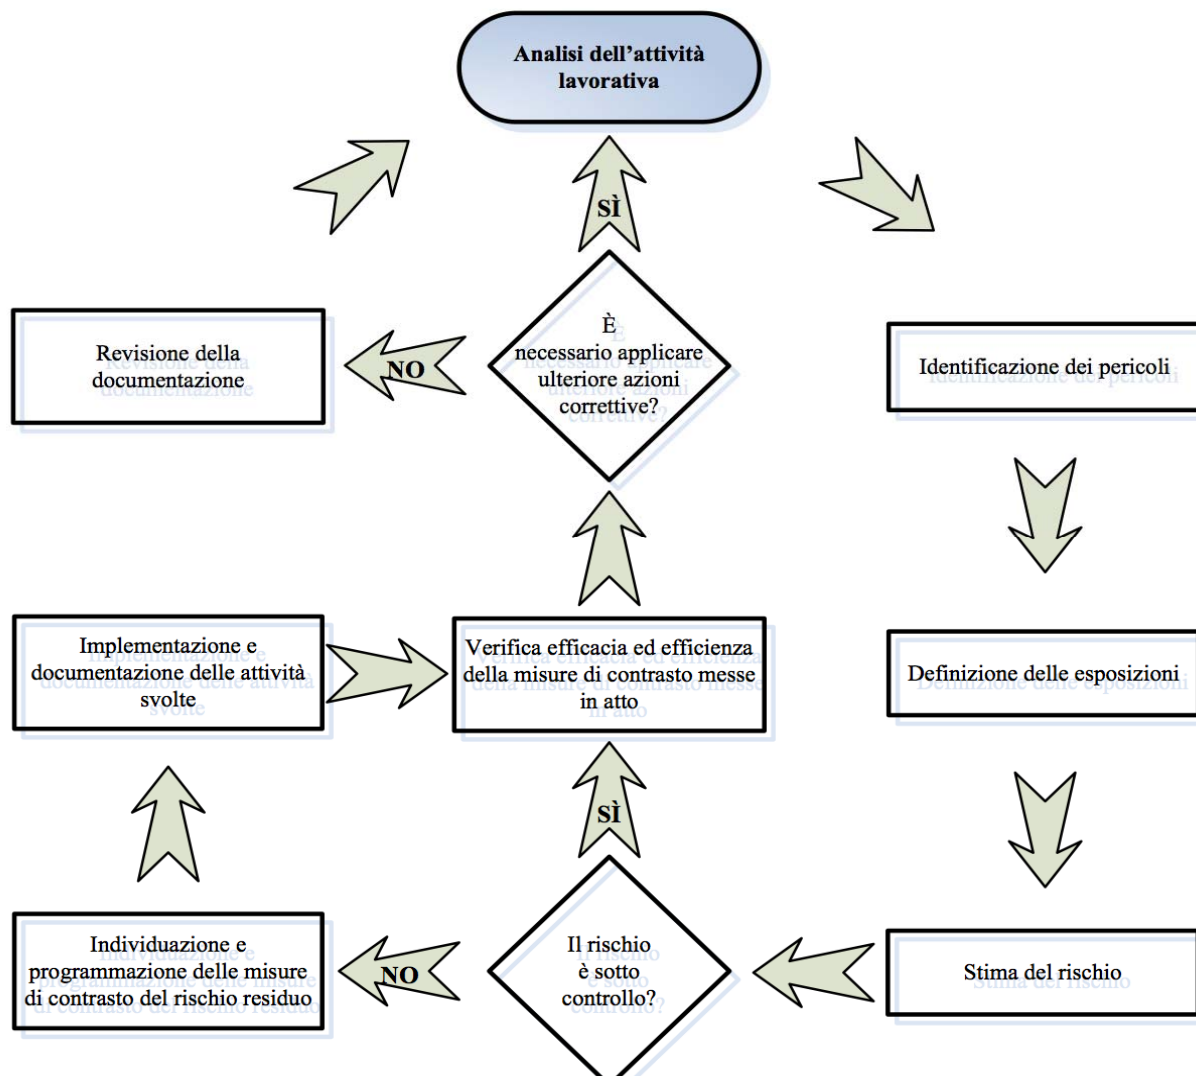 Analisi dell'attività
lavorativa
SÌ
È
necessario applicare
ulteriore azioni
correttive?
NO
Revisione della
documentazione
Identificazione dei pericoli
Implementazione e
documentazione delle attività
svolte
Verifica efficacia ed efficienza
della misure di contrasto messe
in atto
Definizione delle esposizioni
SÌ
Individuazione e
programmazione delle misure
di contrasto del rischio residuo
NO
Il rischio
è sotto
controllo?
Stima del rischio